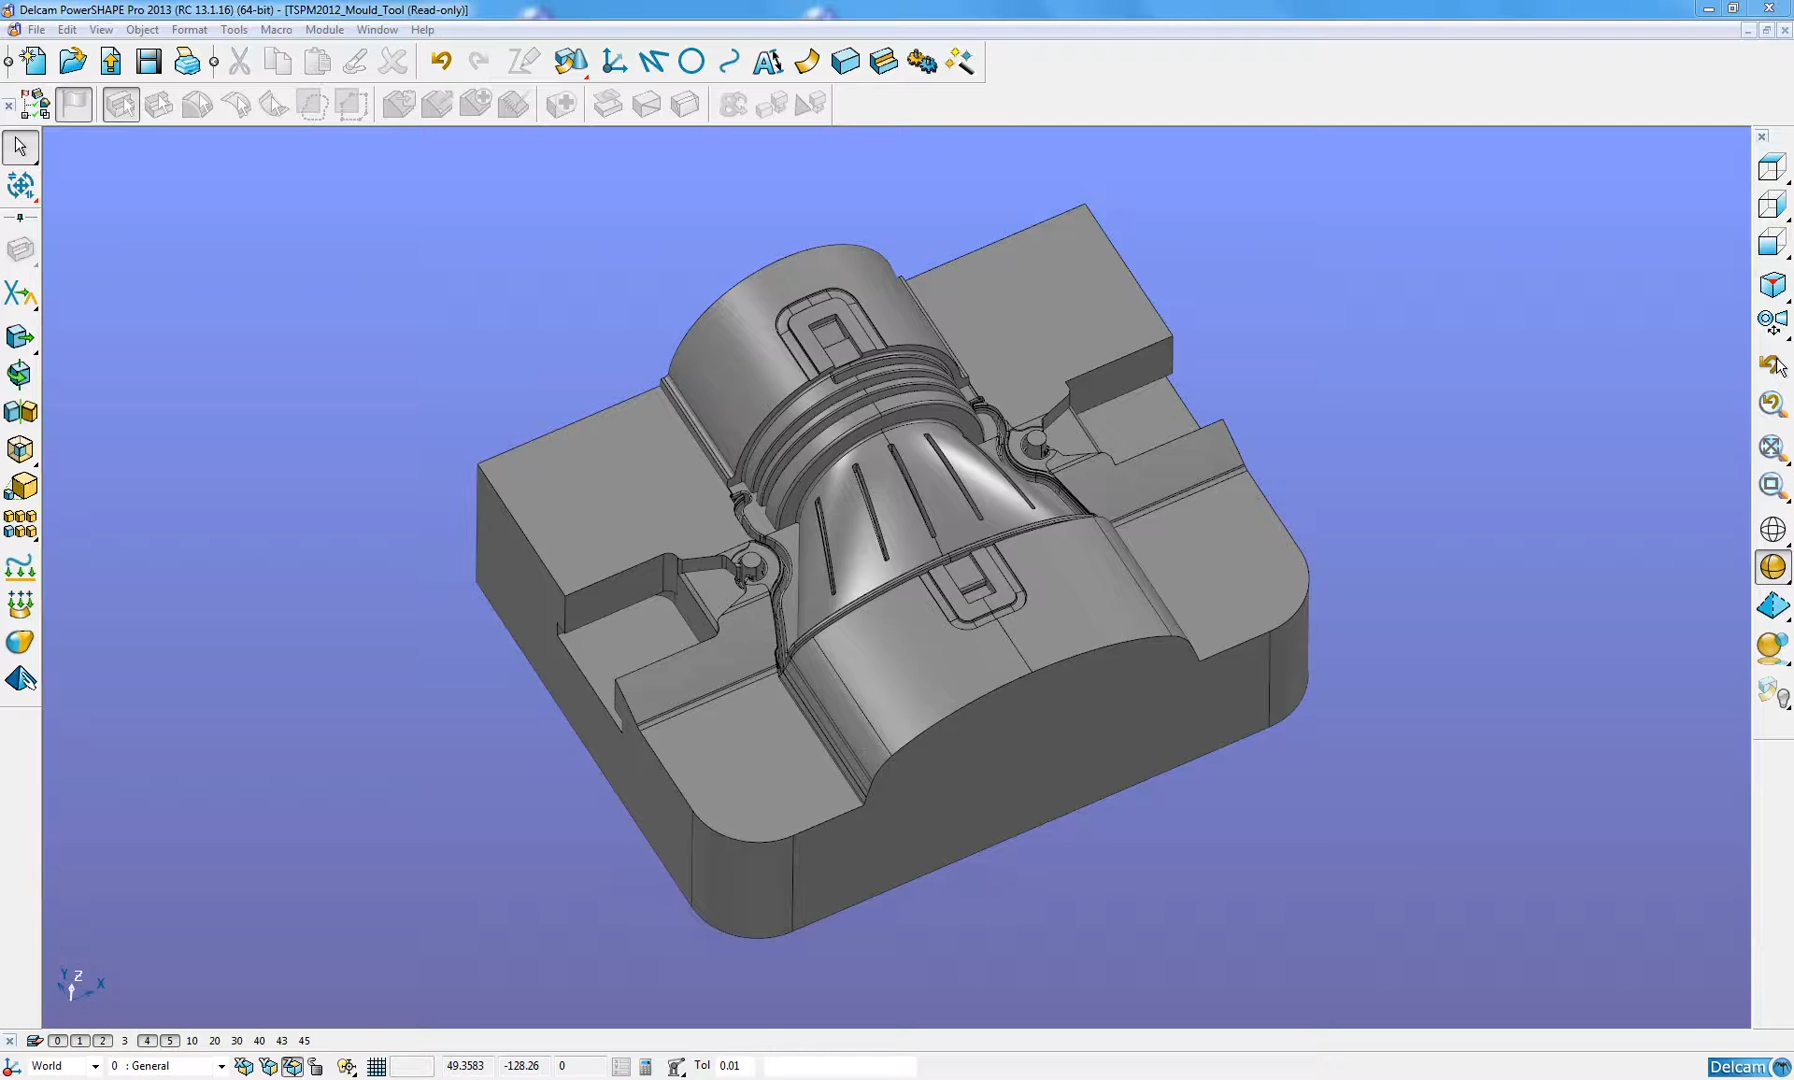 Delcam PowerSHAPE Pro 2013 (RC 13.1.16) (64-bit) - [TSPM2012_Mould_Tool (Read-only)]
File Edit View Object Format Tools Macro Module Window Help
Y Z X
0 1 2 3 4 5 10 20 30 40 43 45
World 0 : General 49.3583 -128.26 0 Tol 0.01 Delcam